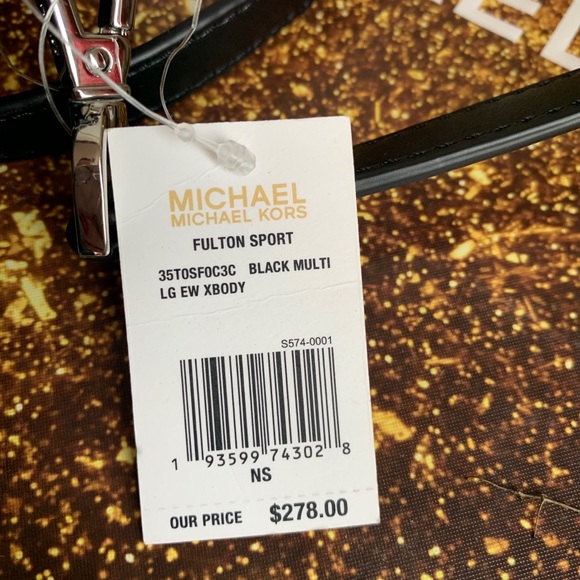 MICHAEL
MICHAEL KORS
FULTON SPORT
35T0SF0C3C BLACK MULTI
LG EW XBODY
S574-0001
1 93599 74302 8
NS
OUR PRICE $278.00